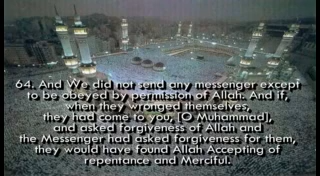 64. And We did not send any messenger except
to be obeyed by permission of Allah. And if,
when they wronged themselves,
they had come to you, [O Muhammad],
and asked forgiveness of Allah and
the Messenger had asked forgiveness for them,
they would have found Allah Accepting of
repentance and Merciful.